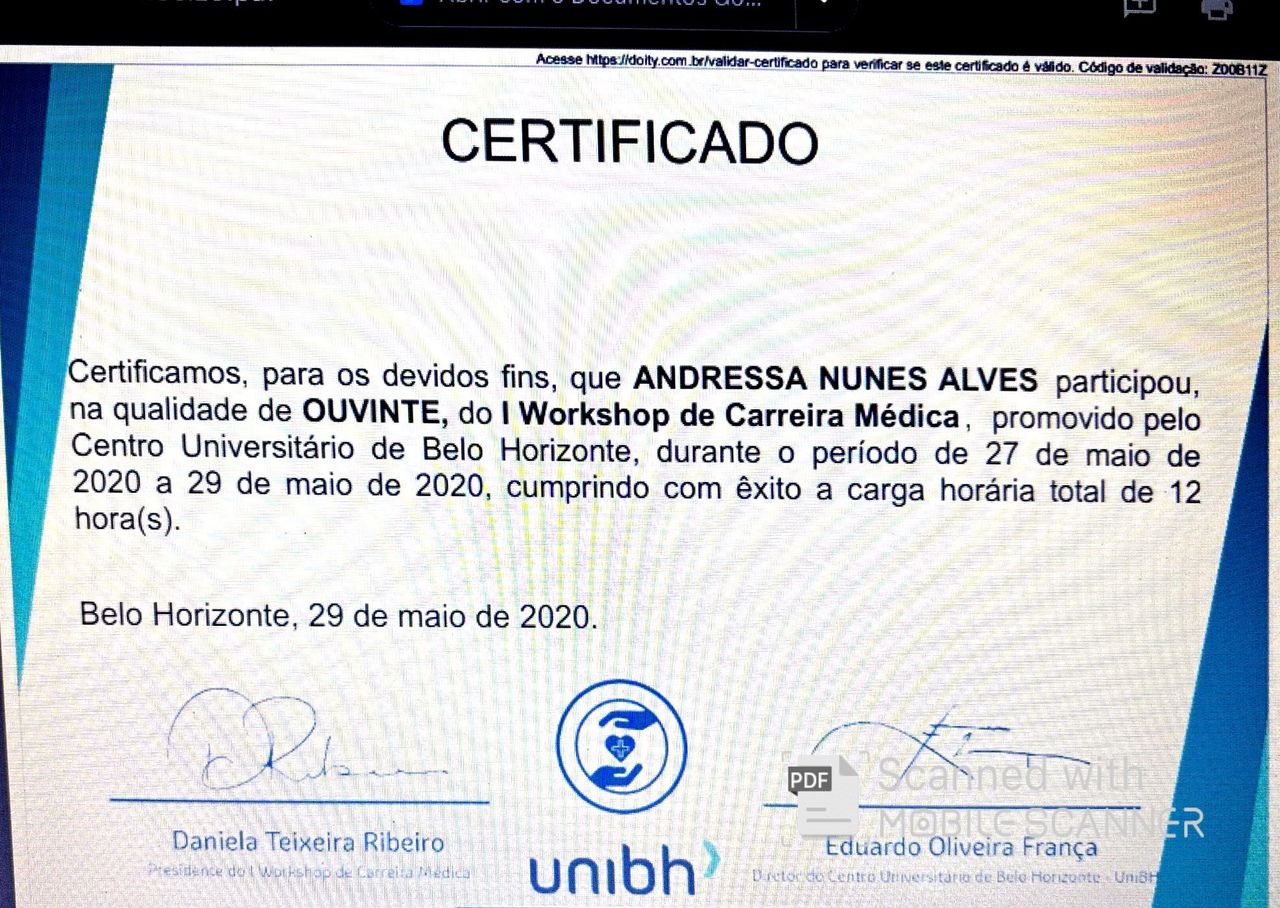 Acesse https://doity.com.br/validar-certificado para verificar se este certificado é válido. Código de validação: Z00B11Z
CERTIFICADO
Certificamos, para os devidos fins, que ANDRESSA NUNES ALVES participou,
na qualidade de OUVINTE, do I Workshop de Carreira Médica, promovido pelo
Centro Universitário de Belo Horizonte, durante o período de 27 de maio de
2020 a 29 de maio de 2020, cumprindo com êxito a carga horária total de 12
hora(s).
Belo Horizonte, 29 de maio de 2020.
PDF
Scanned with
MOBILE SCANNER
Daniela Teixeira Ribeiro
Presidente do I Workshop de Carreira Médica
unibh
Eduardo Oliveira França
Diretor do Centro Universitário de Belo Horizonte - UniBH